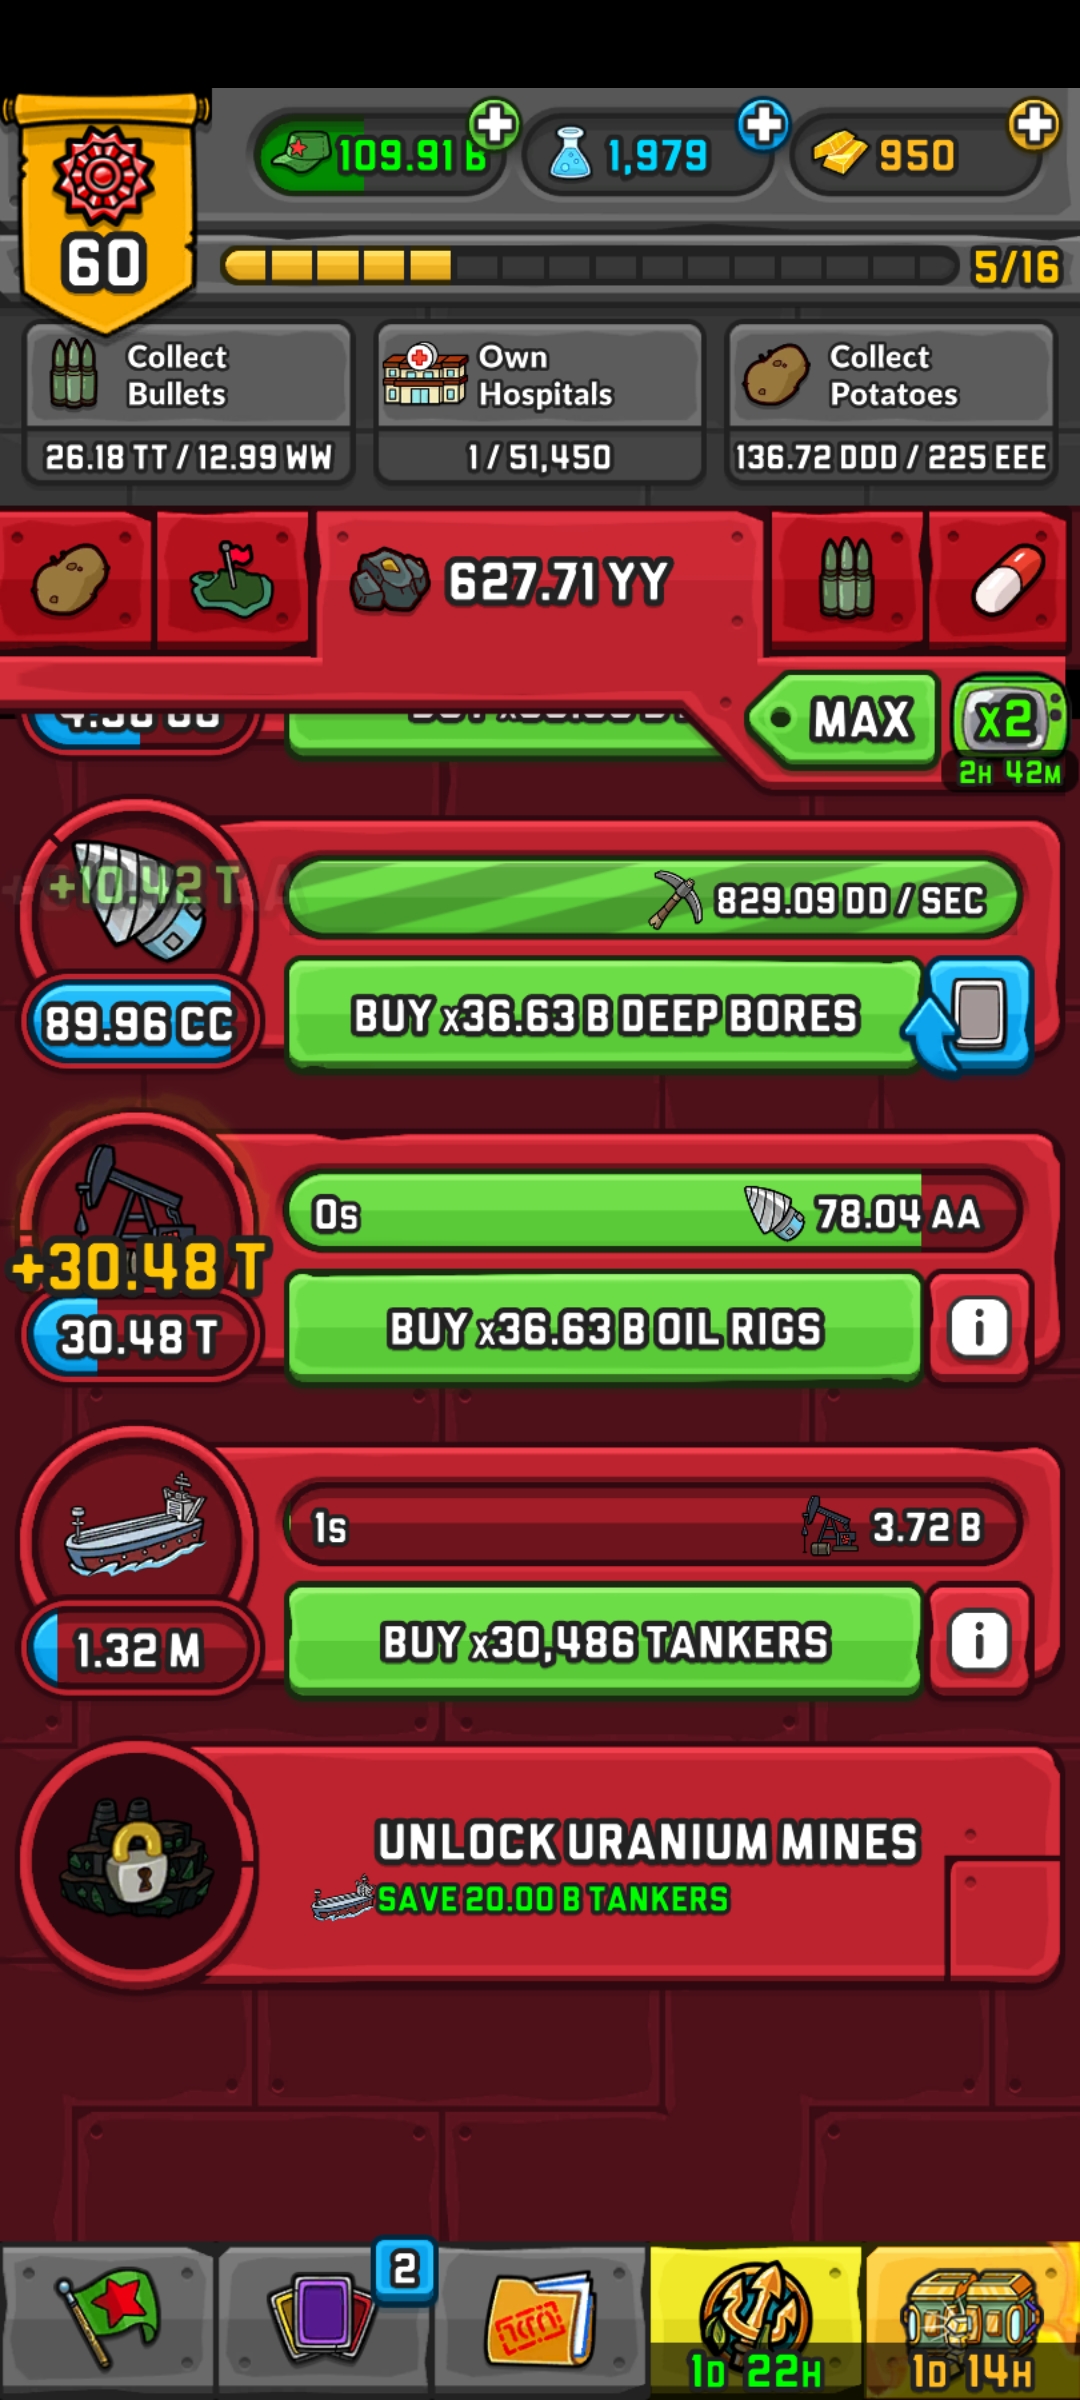 109.91 B
1,979
950
60
5/16
Collect
Bullets
26.18 TT / 12.99 WW
Own
Hospitals
1 / 51,450
Collect
Potatoes
136.72 DDD / 225 EEE
627.71 YY
MAX
x2
2H 42M
+10.42 T
829.09 DD / SEC
89.96 CC
BUY x36.63 B DEEP BORES
0s
78.04 AA
+30.48 T
30.48 T
BUY x36.63 B OIL RIGS
i
1s
3.72 B
1.32 M
BUY x30,486 TANKERS
i
UNLOCK URANIUM MINES
SAVE 20.00 B TANKERS
2
1D 22H
1D 14H